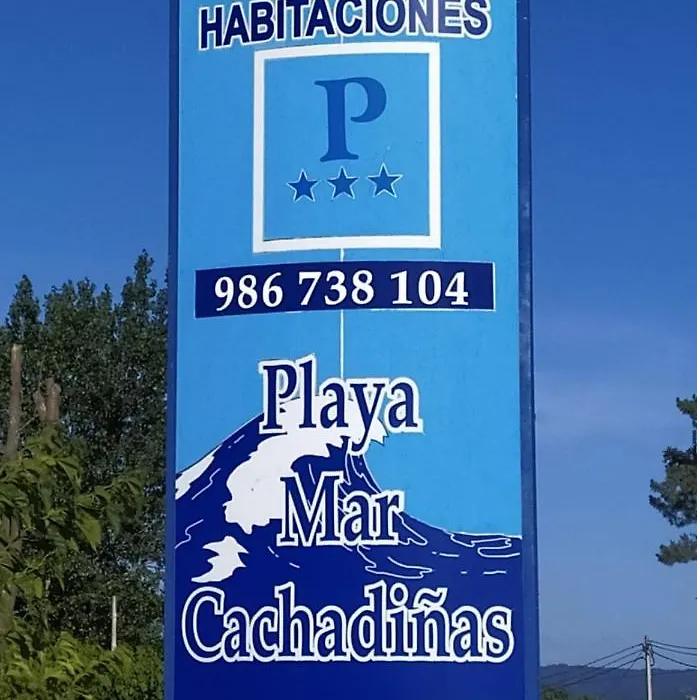 HABITACIONES
P
986 738 104
Playa
Mar
Cachadiñas